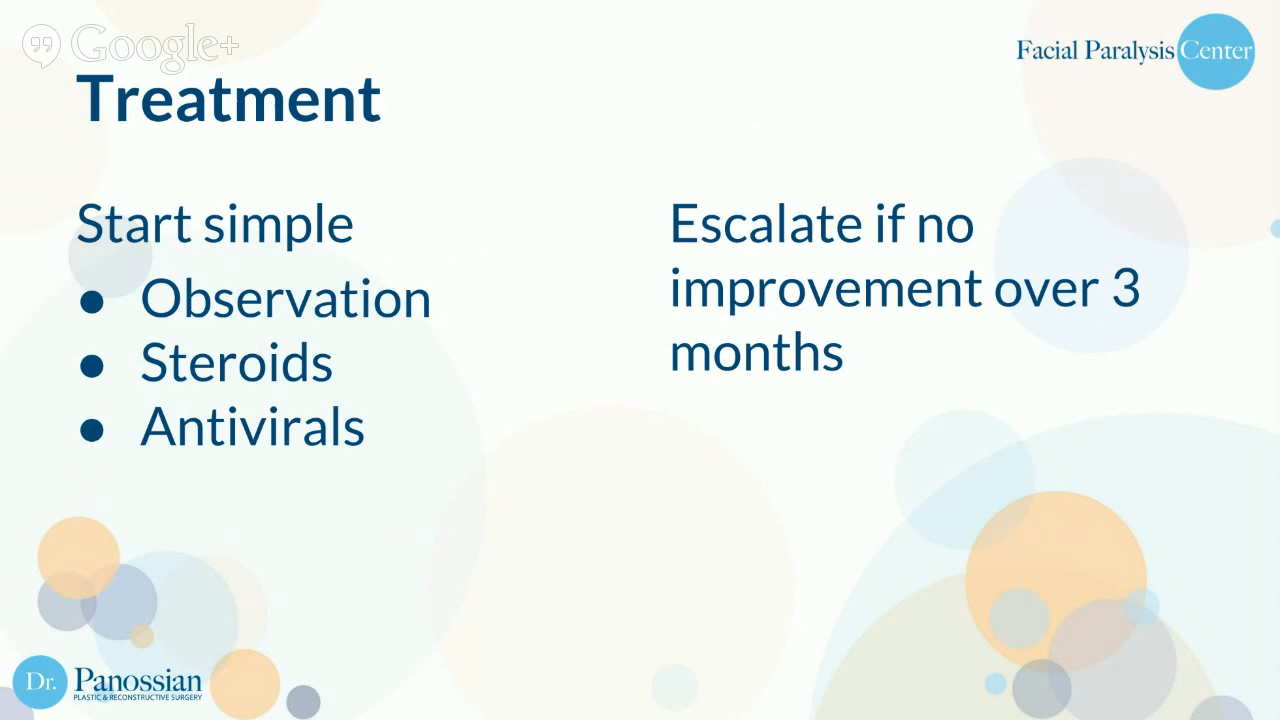 Google+
Facial Paralysis Center
Treatment
Start simple
● Observation
● Steroids
● Antivirals
Escalate if no
improvement over 3
months
Dr. Panossian
PLASTIC & RECONSTRUCTIVE SURGERY